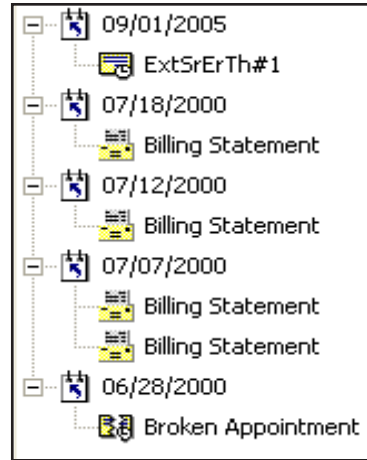 09/01/2005
ExtSrErTh#1
07/18/2000
Billing Statement
07/12/2000
Billing Statement
07/07/2000
Billing Statement
Billing Statement
06/28/2000
Broken Appointment